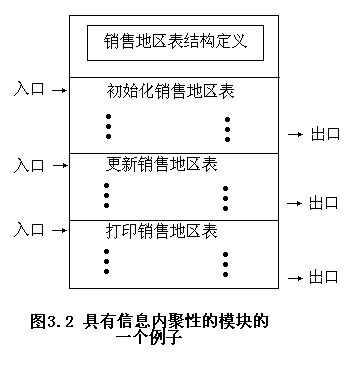 销售地区表结构定义
入口
初始化销售地区表
出口
入口
更新销售地区表
出口
入口
打印销售地区表
出口
图3.2 具有信息内聚性的模块的
一个例子